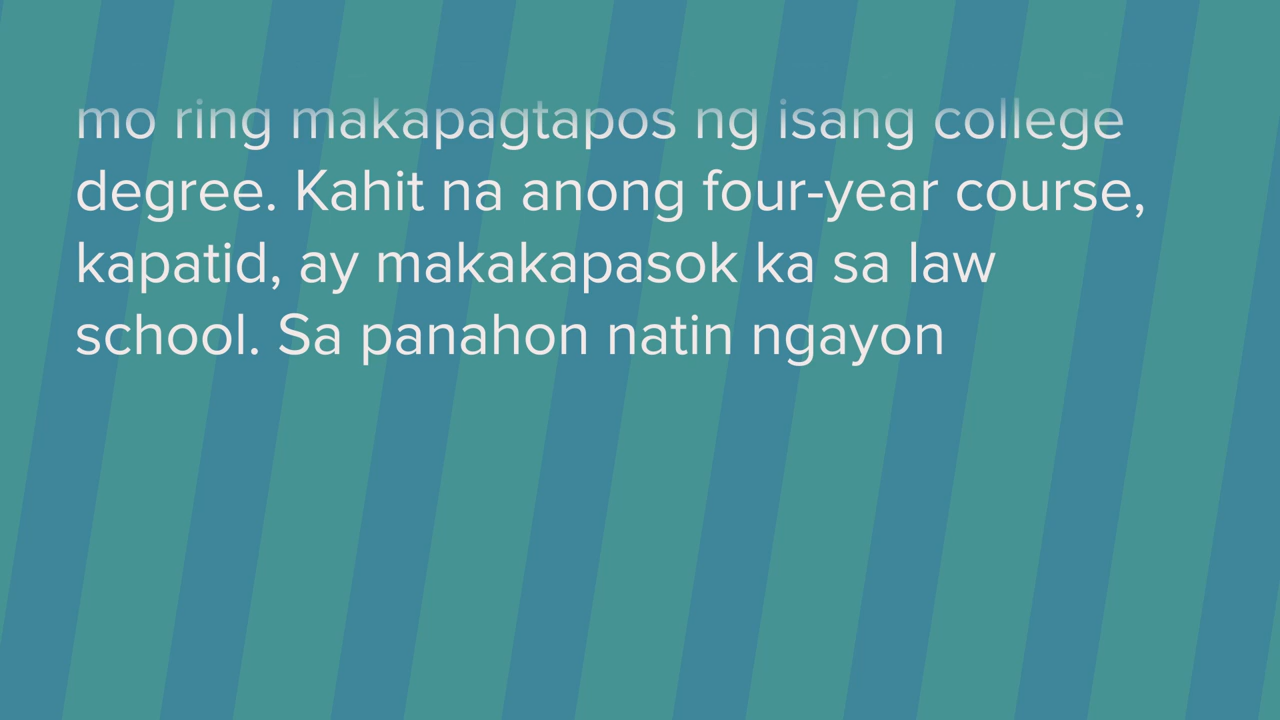 mo ring makapagtapos ng isang college
degree. Kahit na anong four-year course,
kapatid, ay makakapasok ka sa law
school. Sa panahon natin ngayon